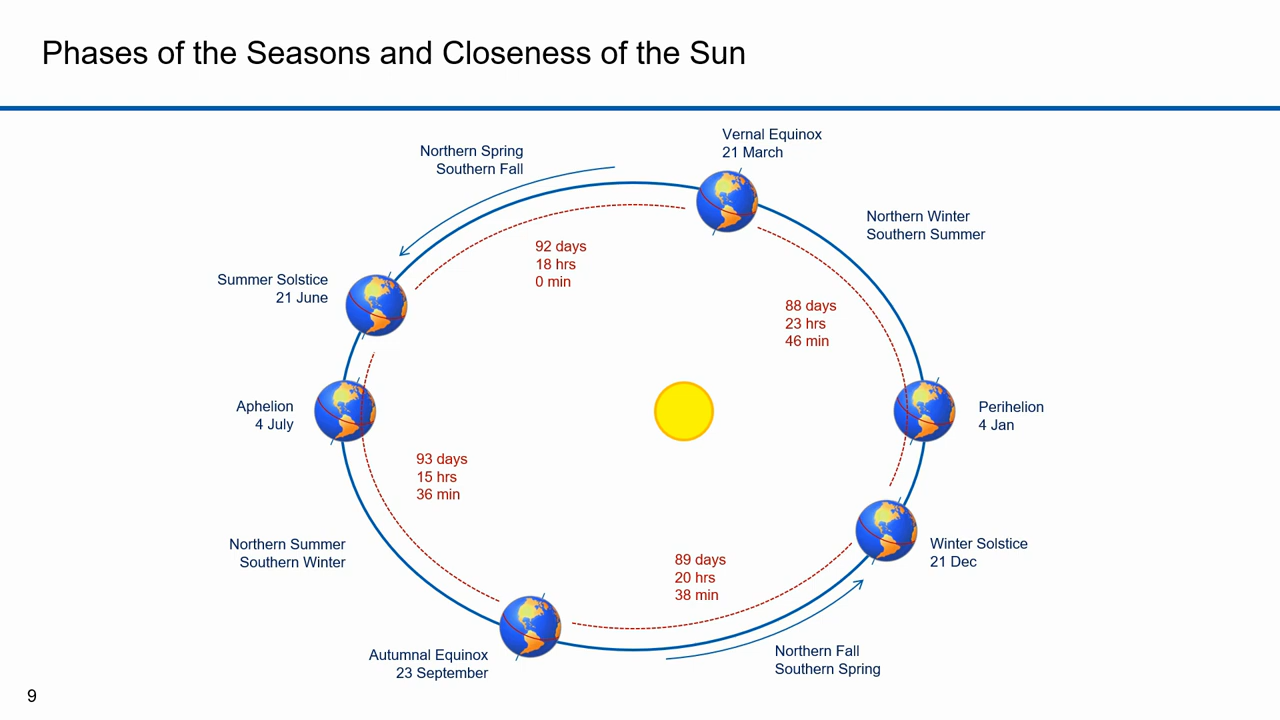 Phases of the Seasons and Closeness of the Sun
Vernal Equinox
21 March
Northern Spring
Southern Fall
Northern Winter
Southern Summer
92 days
18 hrs
0 min
Summer Solstice
21 June
88 days
23 hrs
46 min
Aphelion
4 July
Perihelion
4 Jan
93 days
15 hrs
36 min
Northern Summer
Southern Winter
Winter Solstice
21 Dec
89 days
20 hrs
38 min
Autumnal Equinox
23 September
Northern Fall
Southern Spring
9